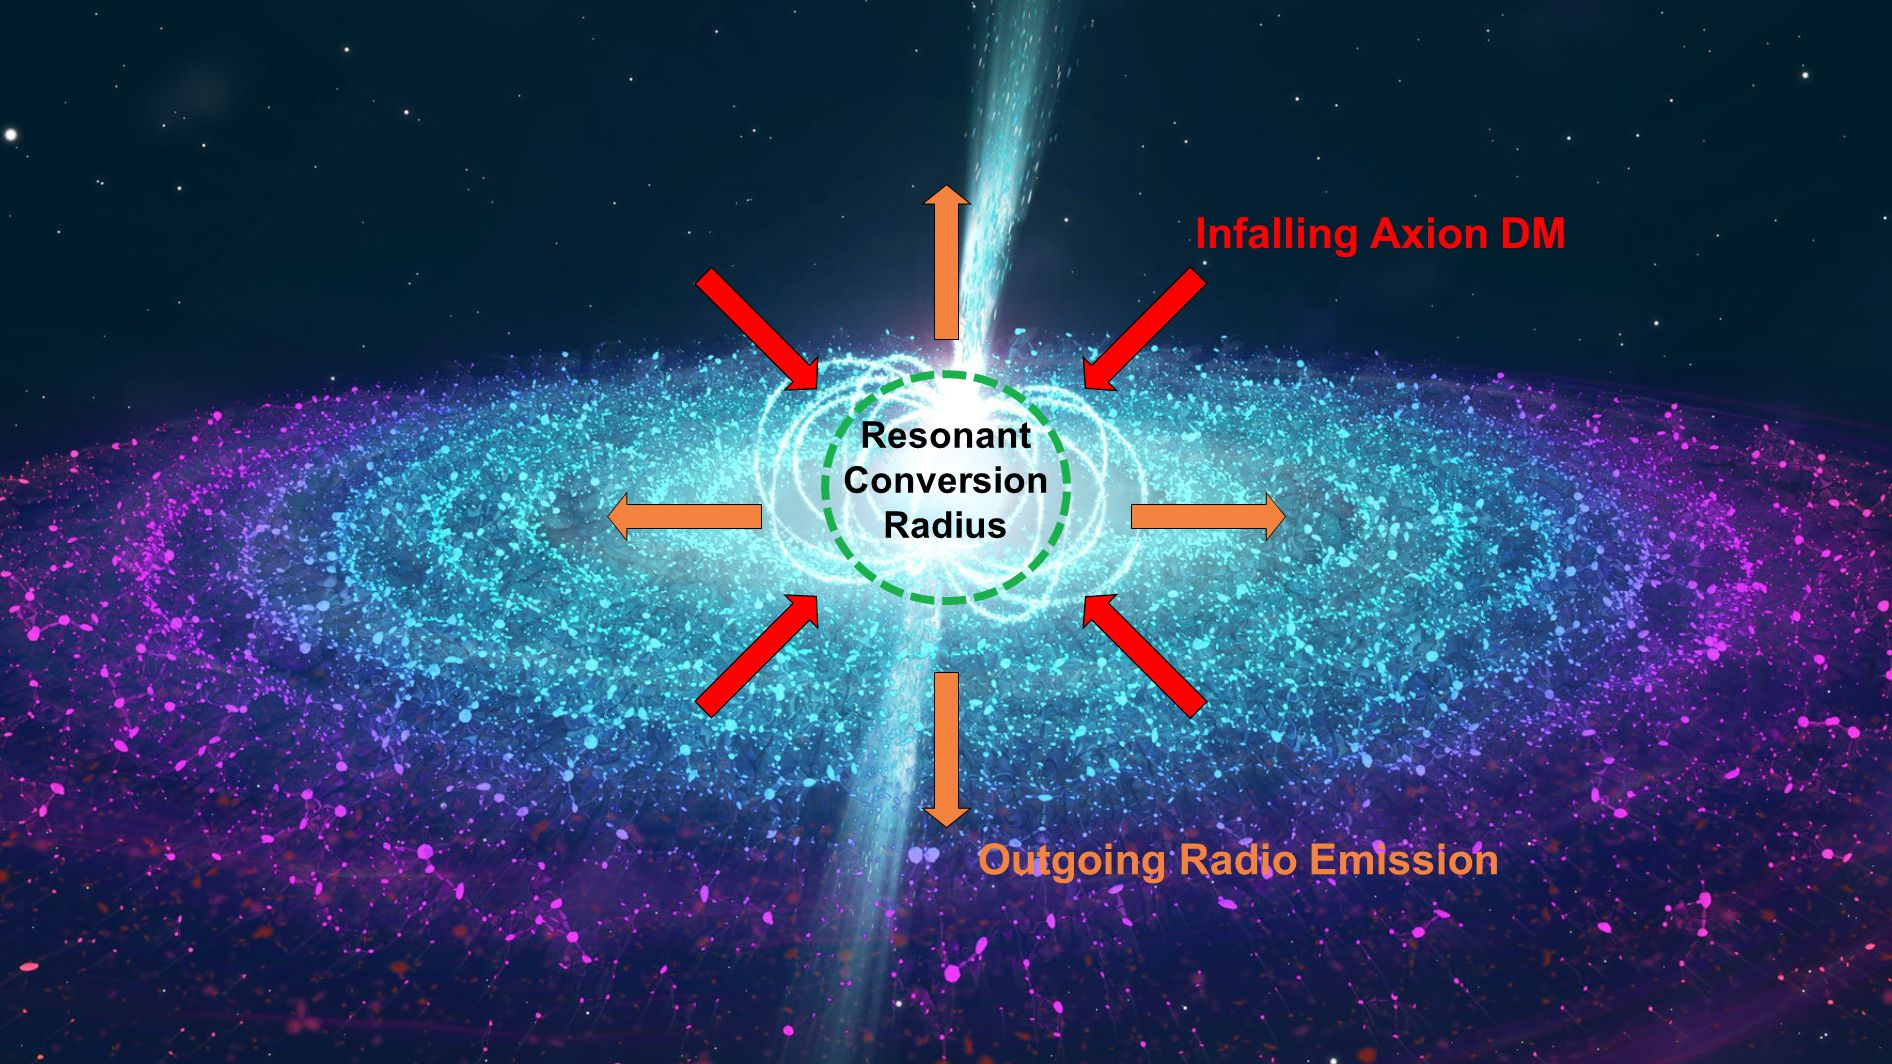 Infalling Axion DM
Resonant
Conversion
Radius
Outgoing Radio Emission